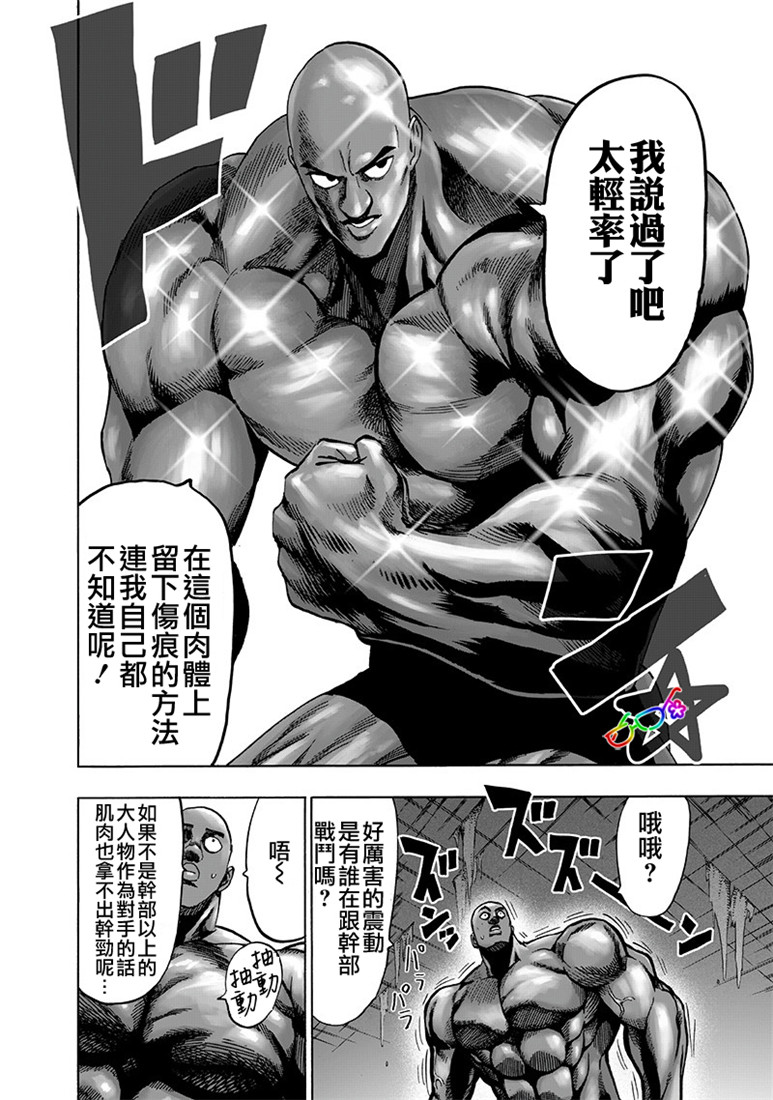 我說過了吧
太輕率了
ド
ン
在這個肉體上
留下傷痕的方法
連我自己都
不知道呢！
哦哦？
ズズン
パラ
パラ
好厲害的震動
是有誰在跟幹部
戰鬥嗎？
唔～
抽動
抽動
如果不是幹部以上的
大人物作為對手的話
肌肉也拿不出幹勁呢…